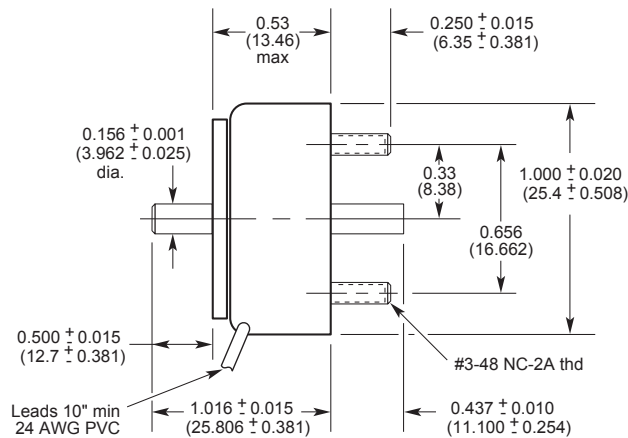 0.53
(13.46)
max
0.250 ± 0.015
(6.35 ± 0.381)
0.156 ± 0.001
(3.962 ± 0.025)
dia.
0.33
(8.38)
1.000 ± 0.020
(25.4 ± 0.508)
0.656
(16.662)
0.500 ± 0.015
(12.7 ± 0.381)
#3-48 NC-2A thd
Leads 10" min
24 AWG PVC
1.016 ± 0.015
(25.806 ± 0.381)
0.437 ± 0.010
(11.100 ± 0.254)